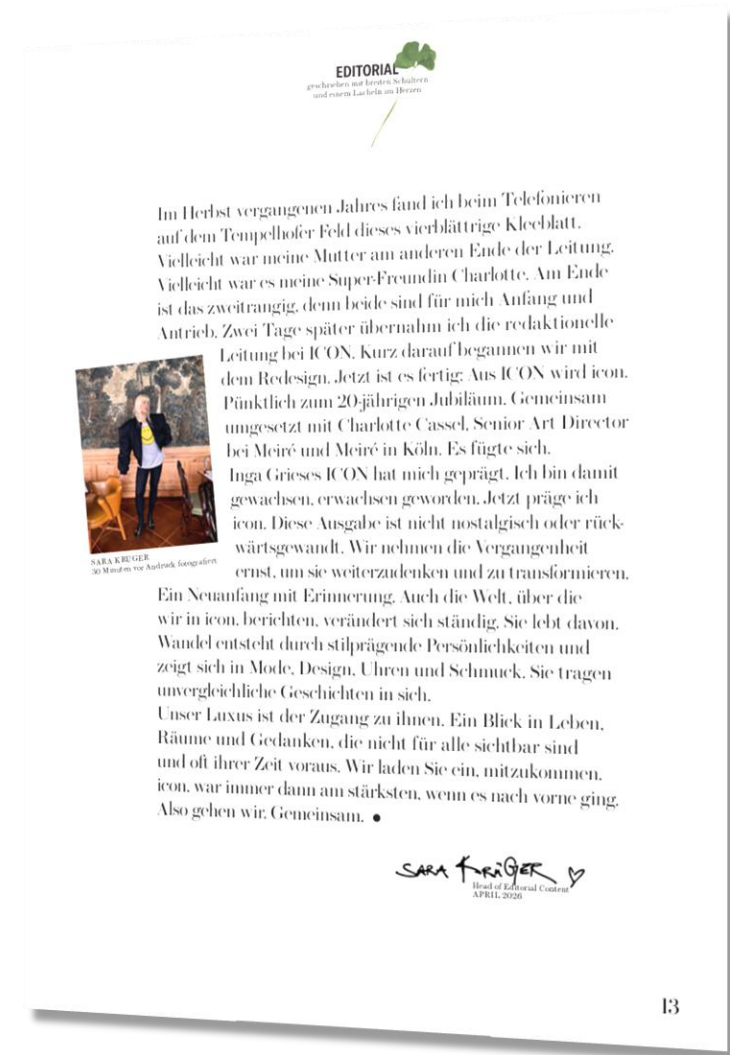 EDITORIAL
geschrieben mit breiten Schultern
und einem Lächeln im Herzen
Im Herbst vergangenen Jahres fand ich beim Telefonieren
auf dem Tempelhofer Feld dieses vierblättrige Kleeblatt.
Vielleicht war meine Mutter am anderen Ende der Leitung.
Vielleicht war es meine Super-Freundin Charlotte. Am Ende
ist das zweitrangig, denn beide sind für mich Anfang und
Antrieb. Zwei Tage später übernahm ich die redaktionelle
Leitung bei ICON. Kurz darauf begannen wir mit
dem Redesign. Jetzt ist es fertig: Aus ICON wird icon.
Pünktlich zum 20-jährigen Jubiläum. Gemeinsam
umgesetzt mit Charlotte Cassel, Senior Art Director
bei Meiré und Meiré in Köln. Es fügte sich.
Inga Grieses ICON hat mich geprägt. Ich bin damit
gewachsen, erwachsen geworden. Jetzt präge ich
icon. Diese Ausgabe ist nicht nostalgisch oder rück-
wärtsgewandt. Wir nehmen die Vergangenheit
ernst, um sie weiterzudenken und zu transformieren.
Ein Neuanfang mit Erinnerung. Auch die Welt, über die
wir in icon. berichten, verändert sich ständig. Sie lebt davon.
Wandel entsteht durch stilprägende Persönlichkeiten und
zeigt sich in Mode, Design, Uhren und Schmuck. Sie tragen
unvergleichliche Geschichten in sich.
Unser Luxus ist der Zugang zu ihnen. Ein Blick in Leben,
Räume und Gedanken, die nicht für alle sichtbar sind
und oft ihrer Zeit voraus. Wir laden Sie ein, mitzukommen.
icon. war immer dann am stärksten, wenn es nach vorne ging.
Also gehen wir. Gemeinsam. ●
SARA KRÜGER
30 Minuten vor Andruck fotografiert
SARA KRÜGER
Head of Editorial Content
APRIL 2026
13